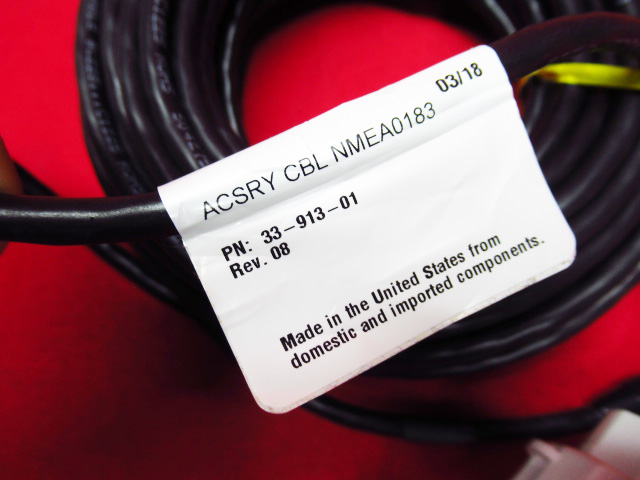 03/18
ACSRY CBL NMEA0183
PN: 33-913-01
Rev. 08
Made in the United States from
domestic and imported components.